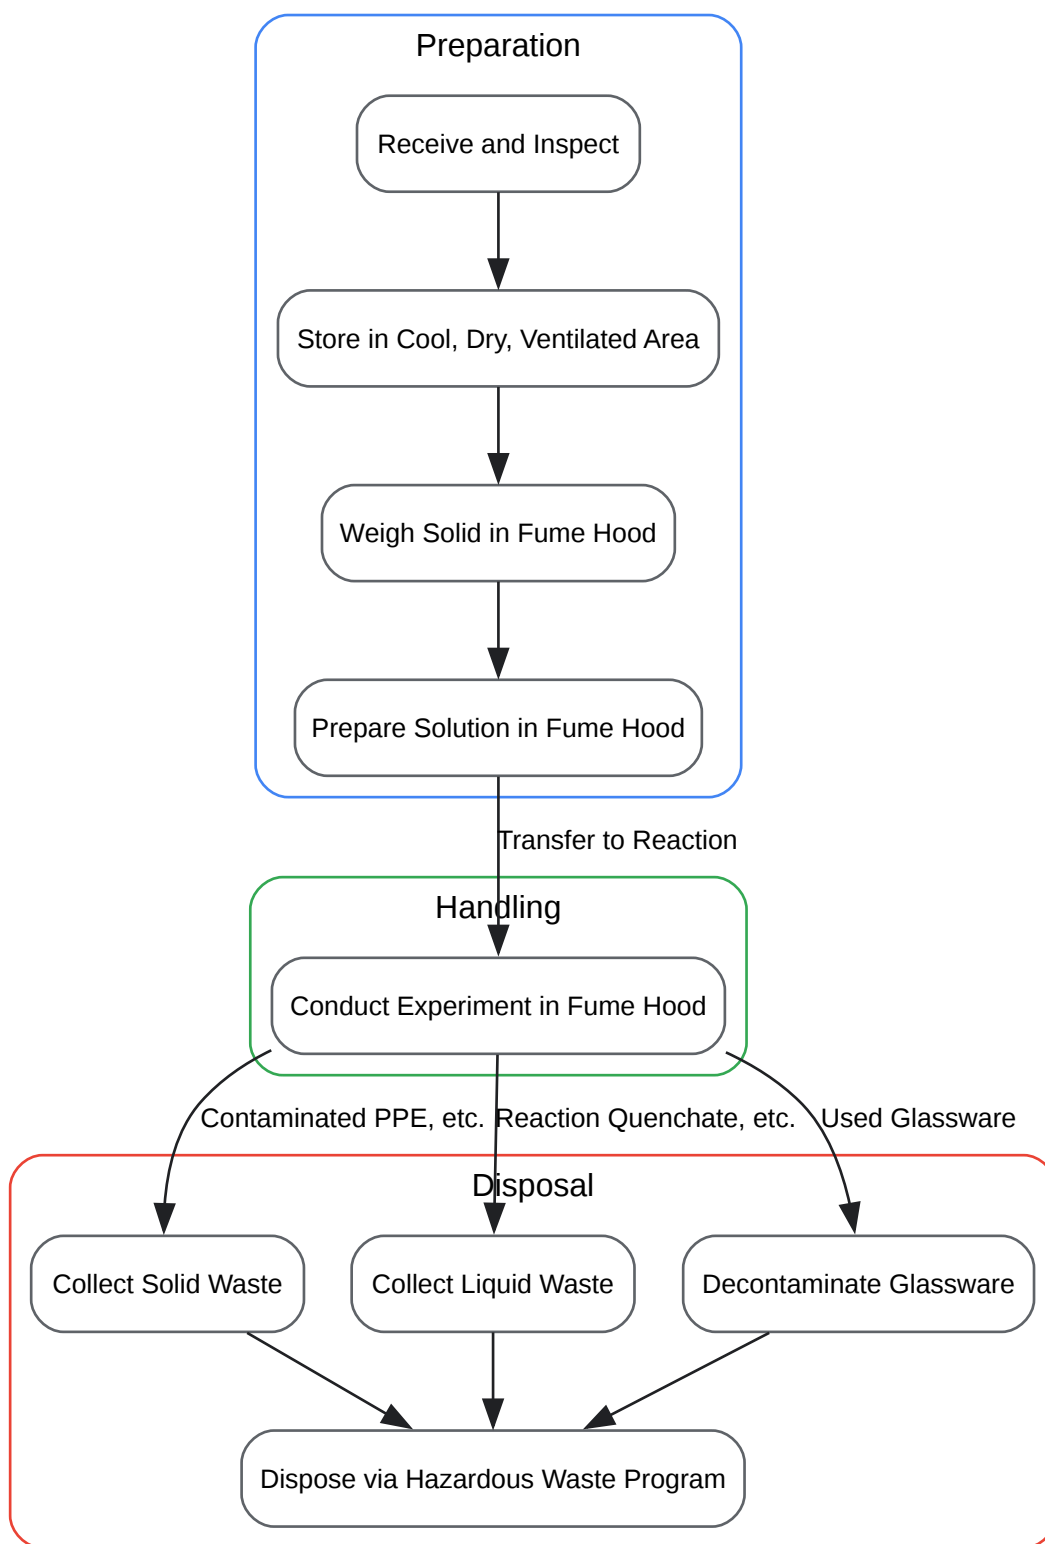 Preparation
Receive and Inspect
Store in Cool, Dry, Ventilated Area
Weigh Solid in Fume Hood
Prepare Solution in Fume Hood
Transfer to Reaction
Handling
Conduct Experiment in Fume Hood
Contaminated PPE, etc.
Reaction Quenchate, etc.
Used Glassware
Disposal
Collect Solid Waste
Collect Liquid Waste
Decontaminate Glassware
Dispose via Hazardous Waste Program